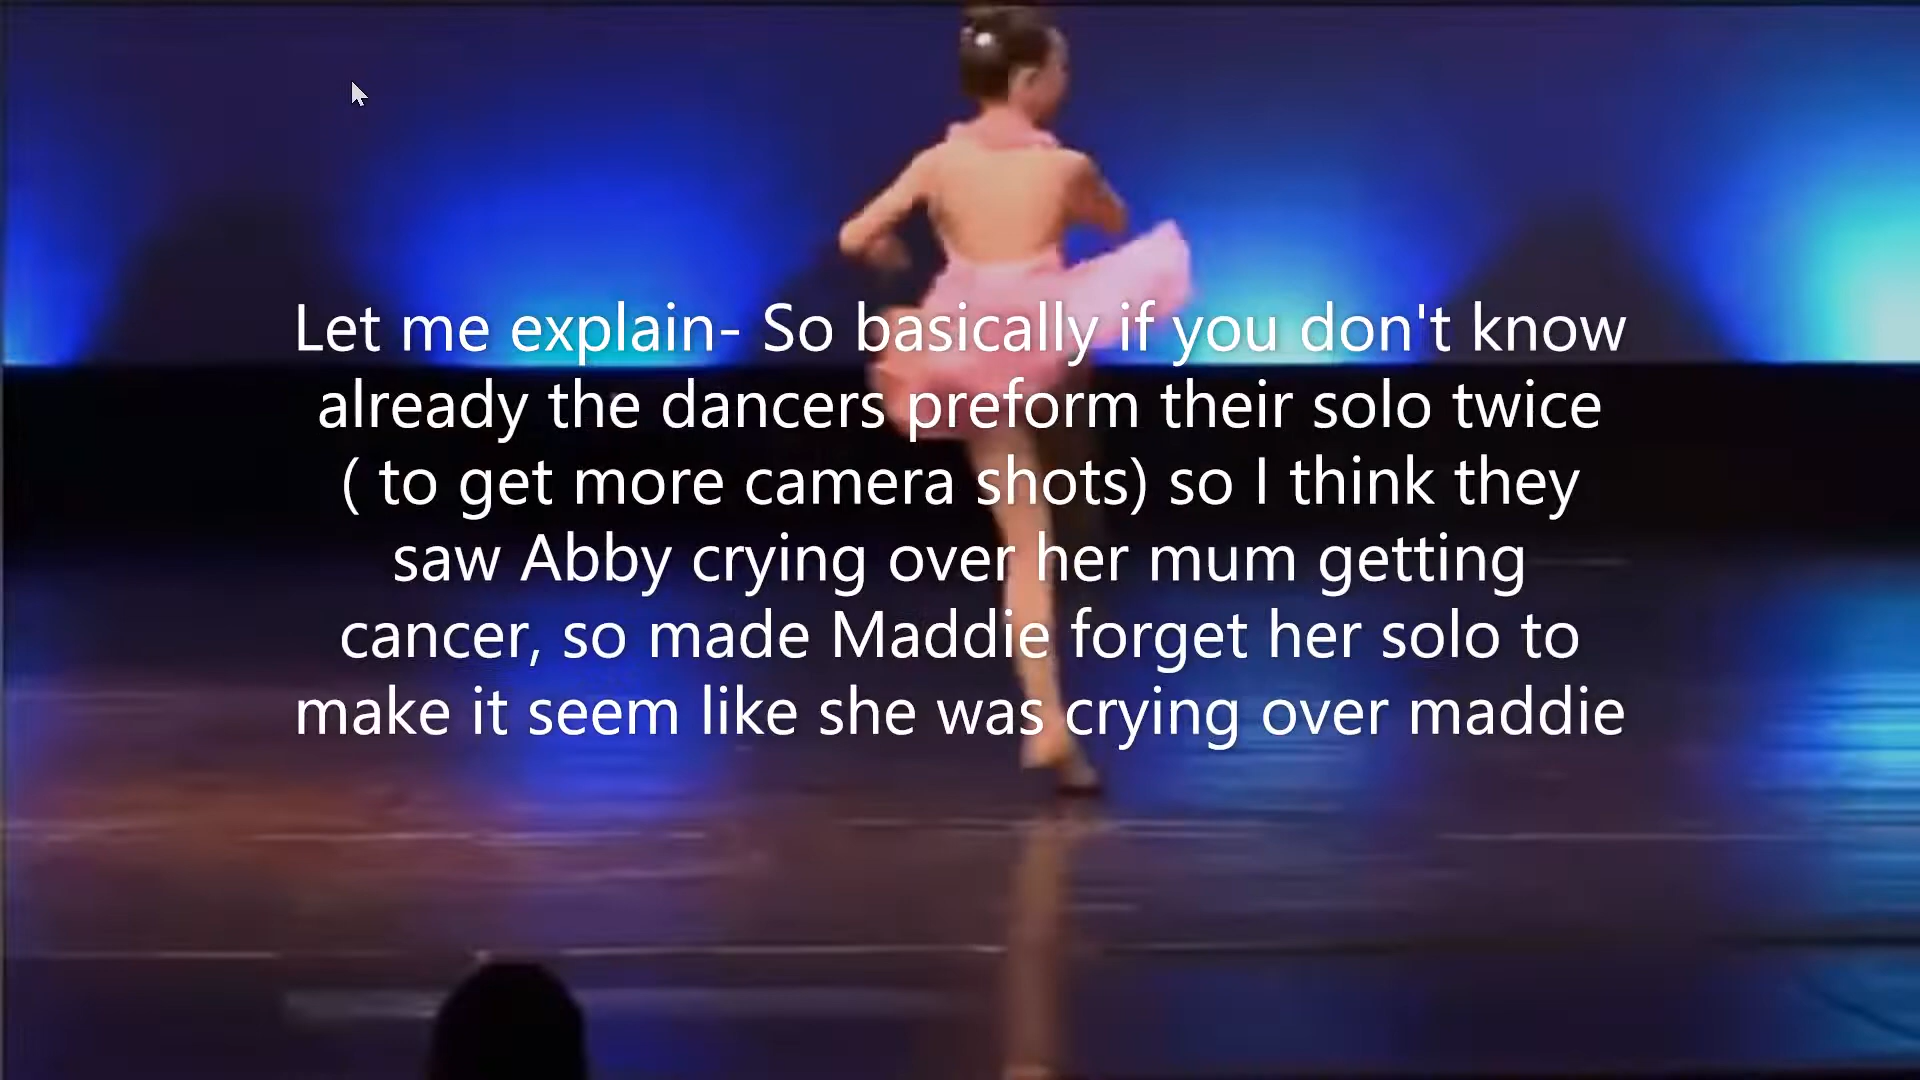 Let me explain- So basically if you don't know
already the dancers preform their solo twice
( to get more camera shots) so I think they
saw Abby crying over her mum getting
cancer, so made Maddie forget her solo to
make it seem like she was crying over maddie